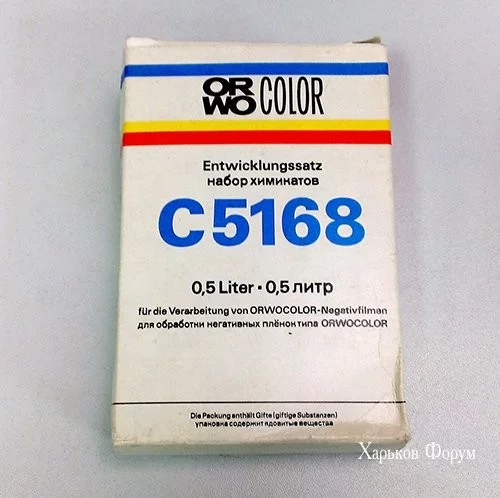 ORWO COLOR
Entwicklungssatz
набор химикатов
C5168
0,5 Liter · 0,5 литр
für die Verarbeitung von ORWOCOLOR-Negativfilmen
для обработки негативных плёнок типа ORWOCOLOR
Die Packung enthält Gifte (giftige Substanzen)
упаковка содержит ядовитые вещества
Харьков Форум